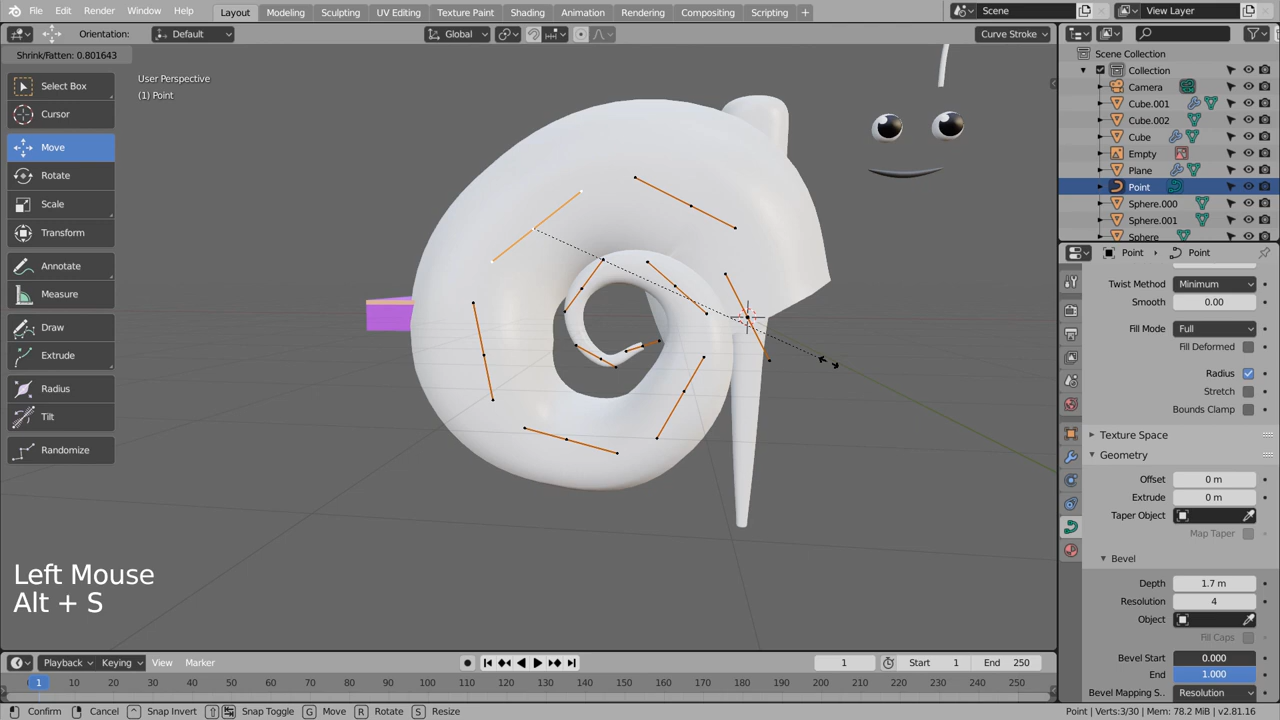 File Edit Render Window Help Layout Modeling Sculpting UV Editing Texture Paint Shading Animation Rendering Compositing Scripting + Scene View Layer
Orientation: Default Global Curve Stroke
Shrink/Fatten: 0.801643
User Perspective
(1) Point
Select Box
Cursor
Move
Rotate
Scale
Transform
Annotate
Measure
Draw
Extrude
Radius
Tilt
Randomize
Left Mouse
Alt + S
Scene Collection
Collection
Camera
Cube.001
Cube.002
Cube
Empty
Plane
Point
Sphere.000
Sphere.001
Sphere
Point Point
Twist Method Minimum
Smooth 0.00
Fill Mode Full
Fill Deformed
Radius
Stretch
Bounds Clamp
Texture Space
Geometry
Offset 0 m
Extrude 0 m
Taper Object
Map Taper
Bevel
Depth 1.7 m
Resolution 4
Object
Fill Caps
Bevel Start 0.000
End 1.000
Bevel Mapping S.. Resolution
Playback Keying View Marker 1 Start 1 End 250
1 10 20 30 40 50 60 70 80 90 100 110 120 130 140 150 160 170 180 190 200 210 220 230 240 250
Confirm Cancel Snap Invert Snap Toggle G Move R Rotate S Resize Point | Verts:3/30 | Mem: 78.2 MiB | v2.81.16